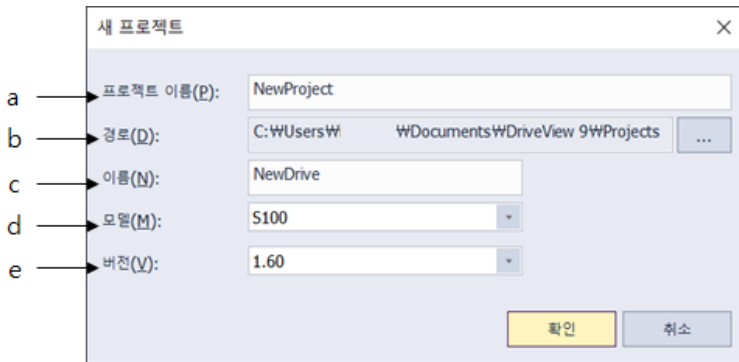 새 프로젝트
a 프로젝트 이름(P): NewProject
b 경로(D): C:₩Users₩ ₩Documents₩DriveView 9₩Projects ...
c 이름(N): NewDrive
d 모델(M): S100
e 버전(V): 1.60
확인 취소